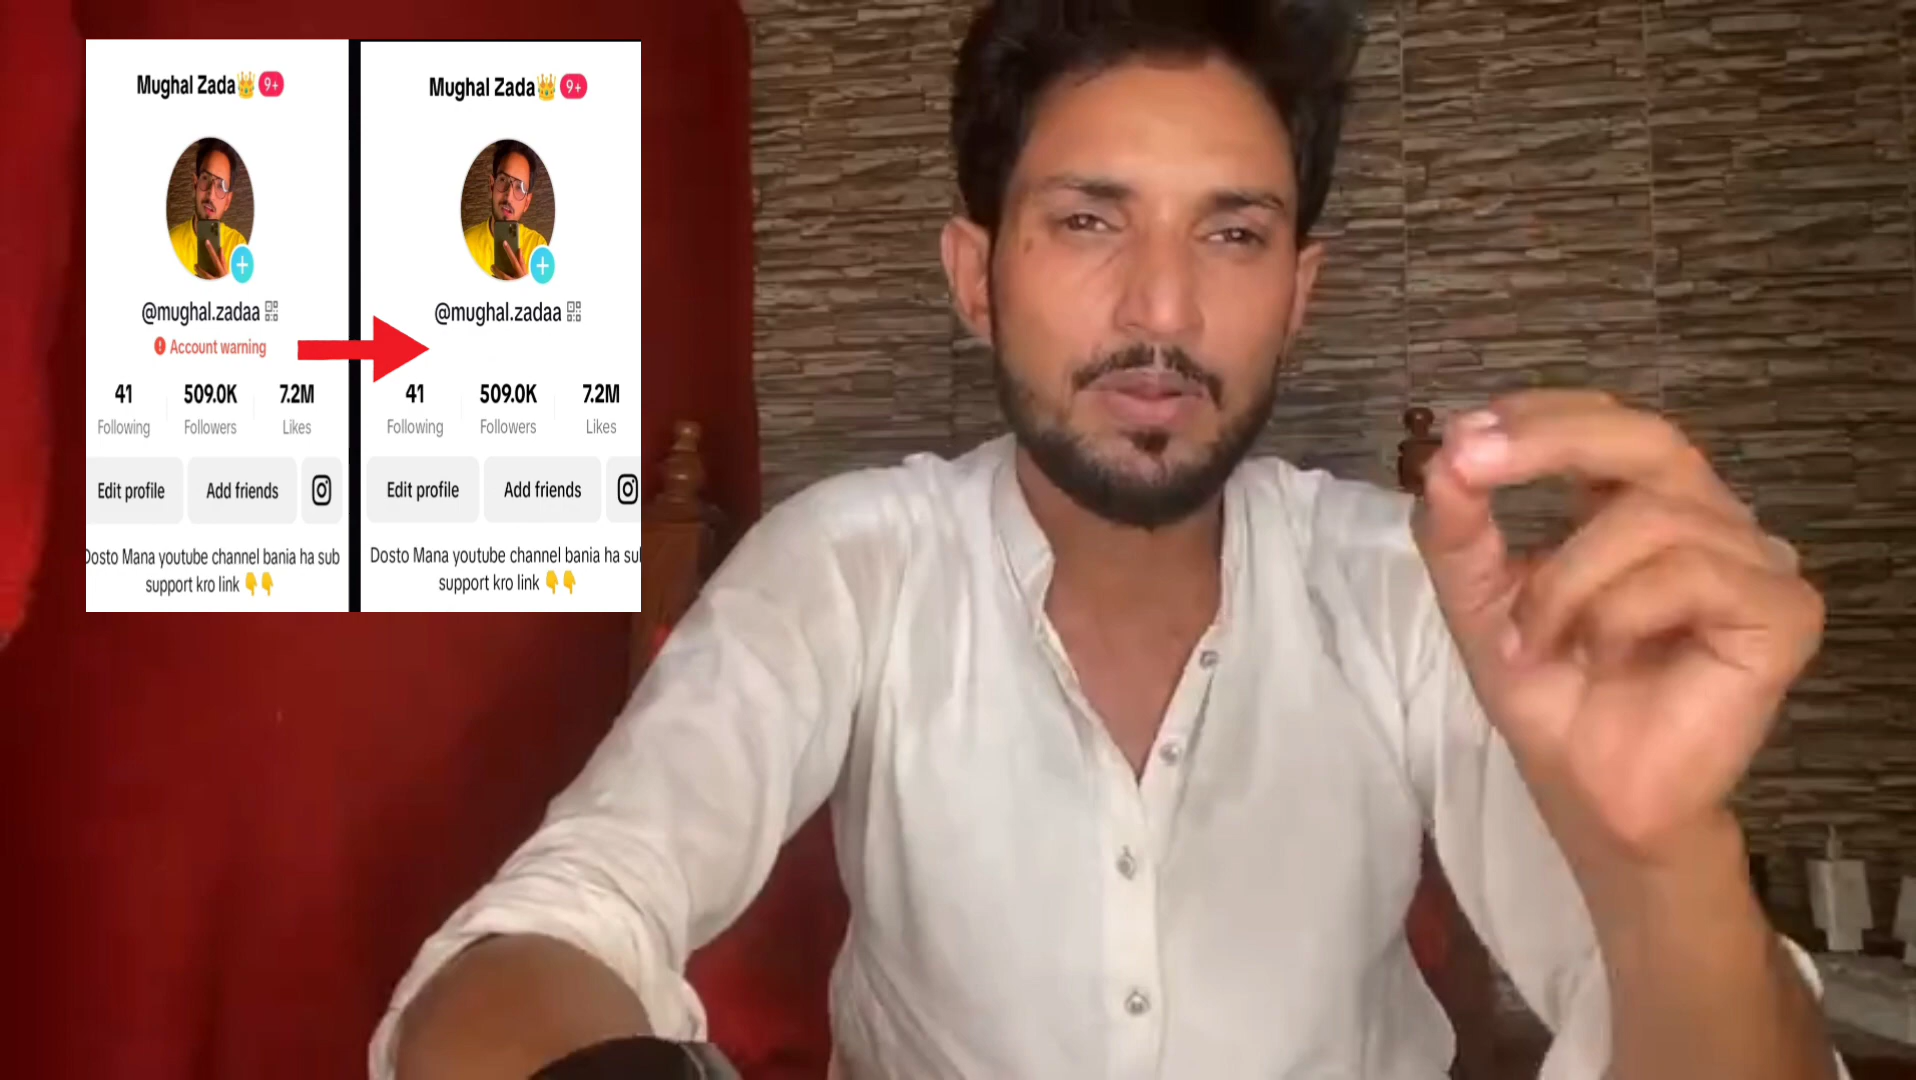 Mughal Zada👑 9+
@mughal.zadaa
Account warning
41 509.0K 7.2M
Following Followers Likes
Edit profile Add friends
Dosto Mana youtube channel bania ha sub
support kro link 👇👇
Mughal Zada👑 9+
@mughal.zadaa
41 509.0K 7.2M
Following Followers Likes
Edit profile Add friends
Dosto Mana youtube channel bania ha su
support kro link 👇👇